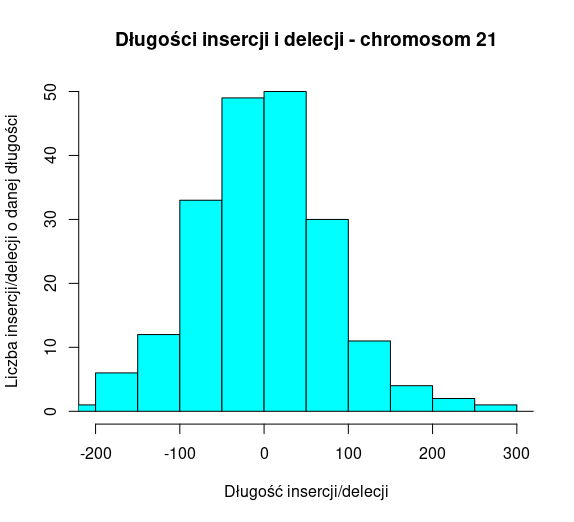 Długości insercji i delecji - chromosom 21
Liczba insercji/delecji o danej długości
50
40
30
20
10
0
-200 -100 0 100 200 300
Długość insercji/delecji